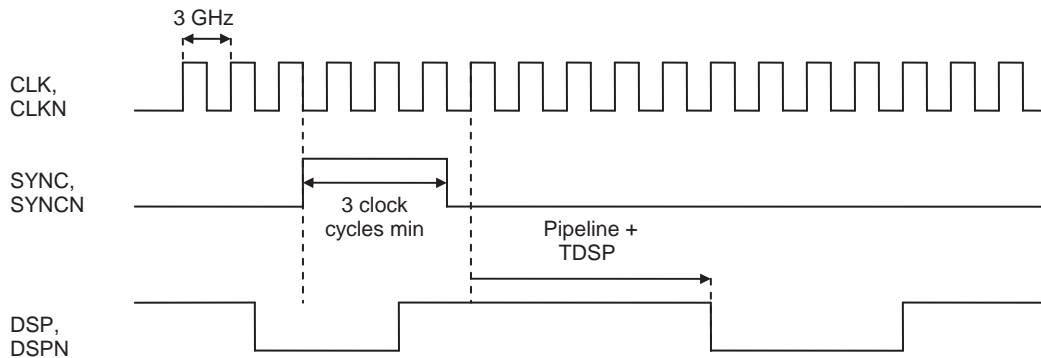 3 GHz
CLK,
CLKN
SYNC,
SYNCN
3 clock
cycles min
Pipeline +
TDSP
DSP,
DSPN